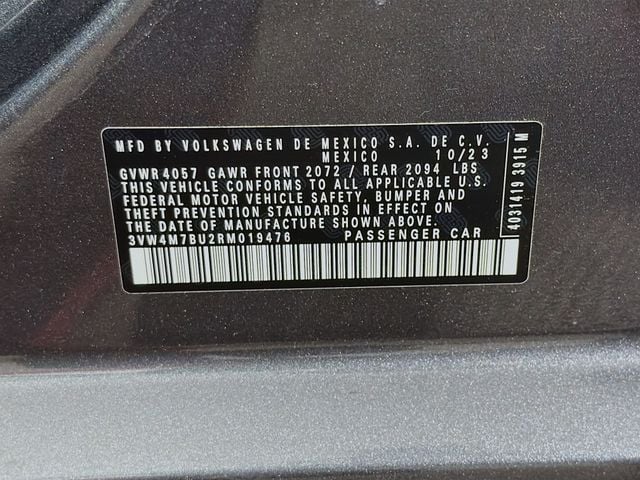 MFD BY VOLKSWAGEN DE MEXICO S.A. DE C.V.
MEXICO 10/23
GVWR 4057 GAWR FRONT 2072 / REAR 2094 LBS
THIS VEHICLE CONFORMS TO ALL APPLICABLE U.S.
FEDERAL MOTOR VEHICLE SAFETY, BUMPER AND
THEFT PREVENTION STANDARDS IN EFFECT ON
THE DATE OF MANUFACTURE SHOWN ABOVE.
3VW4M7BU2RM019476 PASSENGER CAR
4031419 3915 M